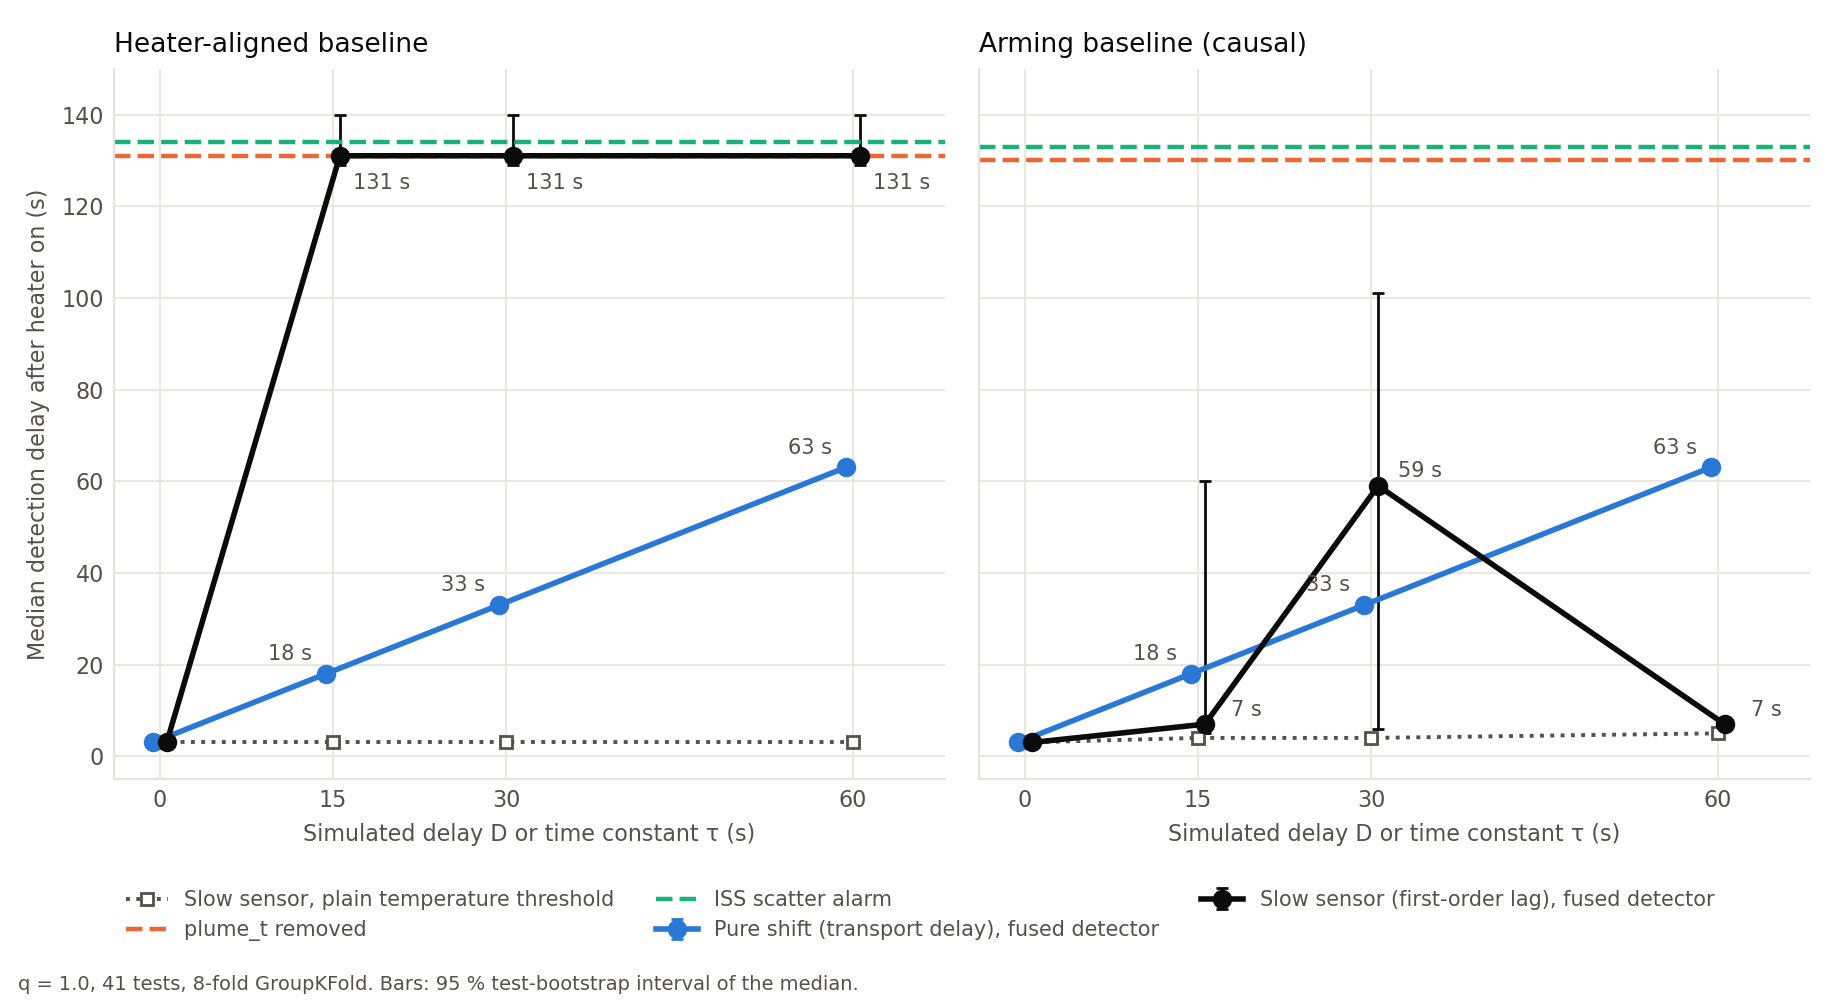 Heater-aligned baseline
Arming baseline (causal)
Median detection delay after heater on (s)
140
120
100
80
60
40
20
0
131 s
131 s
131 s
63 s
33 s
18 s
0
15
30
60
Simulated delay D or time constant τ (s)
63 s
59 s
33 s
18 s
7 s
7 s
0
15
30
60
Simulated delay D or time constant τ (s)
Slow sensor, plain temperature threshold
plume_t removed
ISS scatter alarm
Pure shift (transport delay), fused detector
Slow sensor (first-order lag), fused detector
q = 1.0, 41 tests, 8-fold GroupKFold. Bars: 95 % test-bootstrap interval of the median.